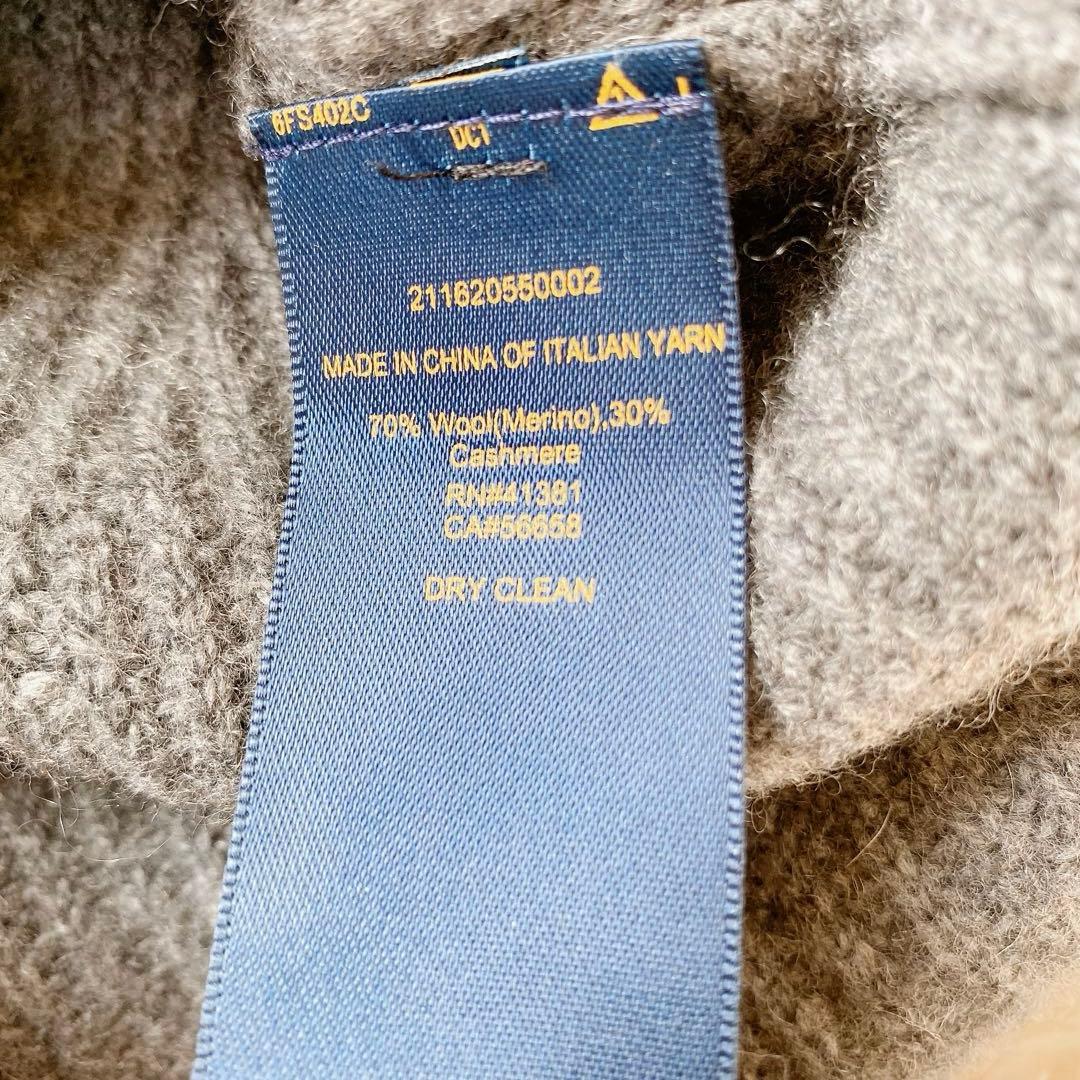 6FS402C
DC1
211620550002
MADE IN CHINA OF ITALIAN YARN
70% Wool(Merino),30%
Cashmere
RN#41381
CA#56658
DRY CLEAN